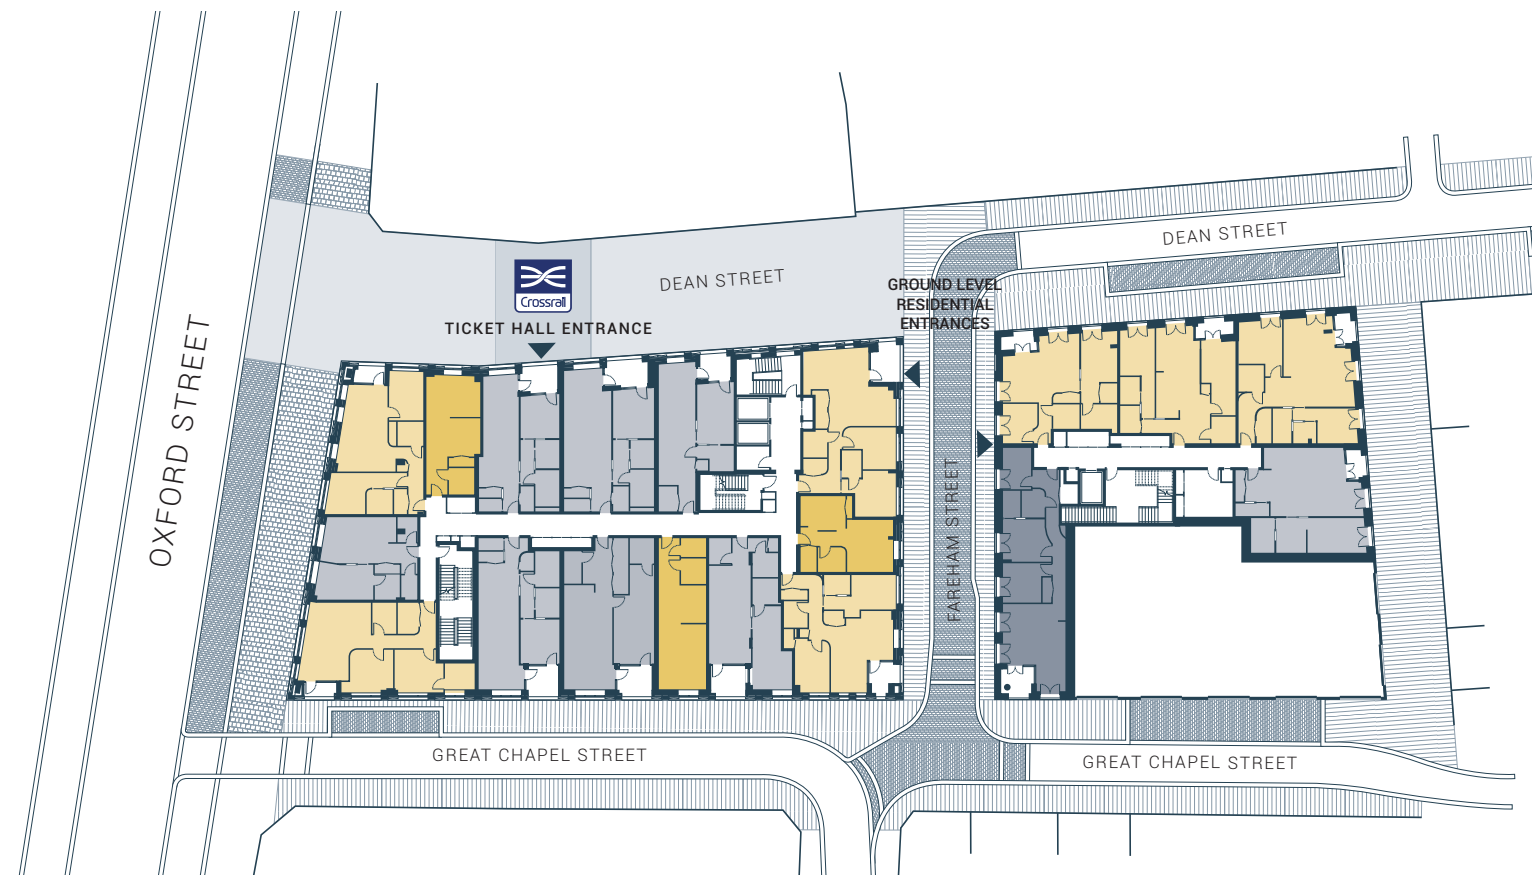 DEAN STREET
Crossrail
DEAN STREET
GROUND LEVEL
RESIDENTIAL
ENTRANCES
TICKET HALL ENTRANCE
OXFORD STREET
FAREHAM STREET
GREAT CHAPEL STREET
GREAT CHAPEL STREET